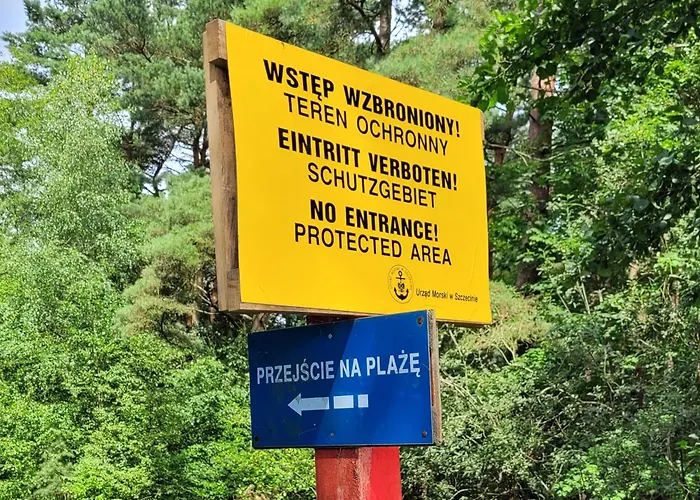 WSTĘP WZBRONIONY!
TEREN OCHRONNY
EINTRITT VERBOTEN!
SCHUTZGEBIET
NO ENTRANCE!
PROTECTED AREA
Urząd Morski w Szczecinie
PRZEJŚCIE NA PLAŻĘ